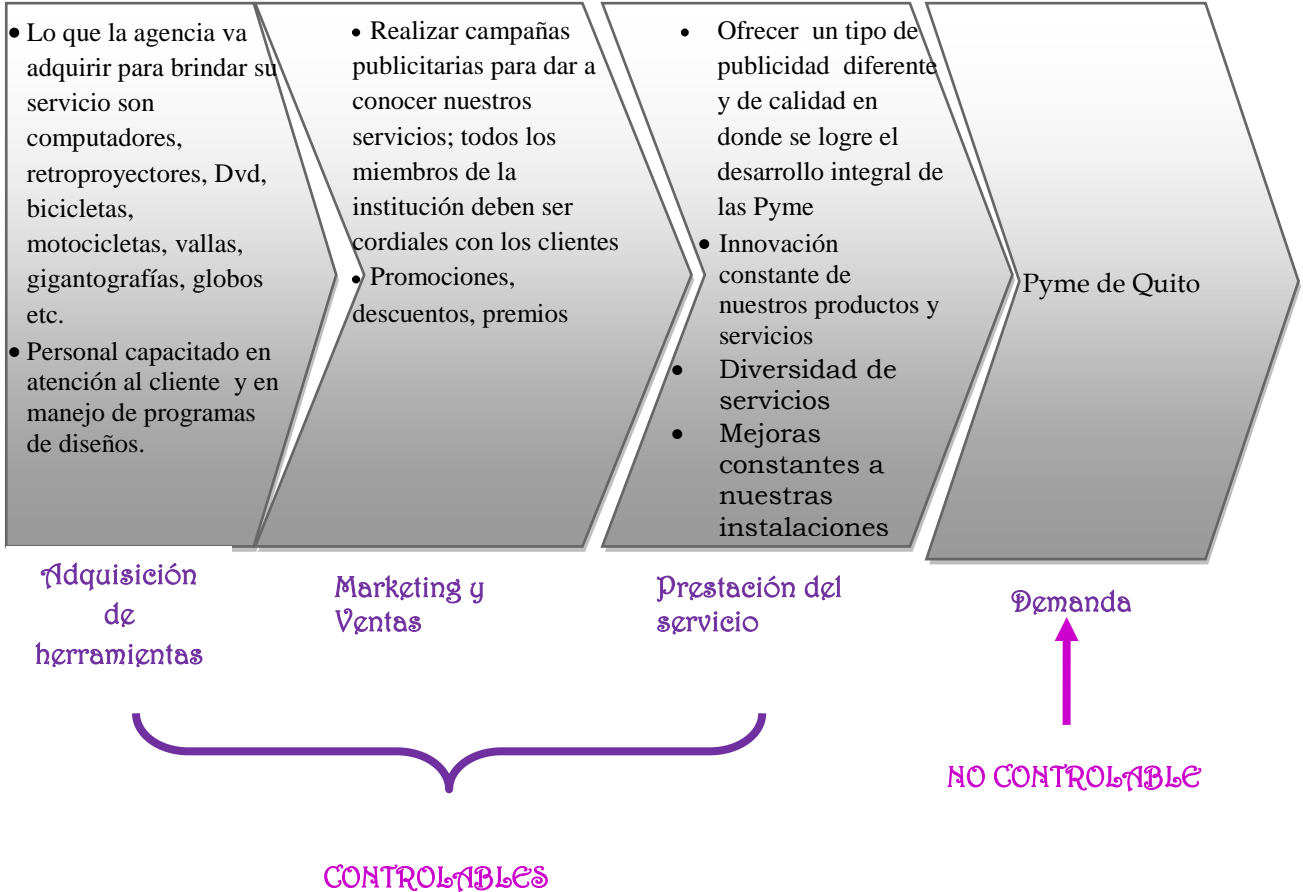 • Lo que la agencia va
adquirir para brindar su
servicio son
computadores,
retroproyectores, Dvd,
bicicletas,
motocicletas, vallas,
gigantografías, globos
etc.
• Personal capacitado en
atención al cliente y en
manejo de programas
de diseños.
• Realizar campañas
publicitarias para dar a
conocer nuestros
servicios; todos los
miembros de la
institución deben ser
cordiales con los clientes
• Promociones,
descuentos, premios
• Ofrecer un tipo de
publicidad diferente
y de calidad en
donde se logre el
desarrollo integral de
las Pyme
• Innovación
constante de
nuestros productos y
servicios
• Diversidad de
servicios
• Mejoras
constantes a
nuestras
instalaciones
Pyme de Quito
Adquisición
de
herramientas
Marketing y
Ventas
Prestación del
servicio
Demanda
NO CONTROLABLE
CONTROLABLES